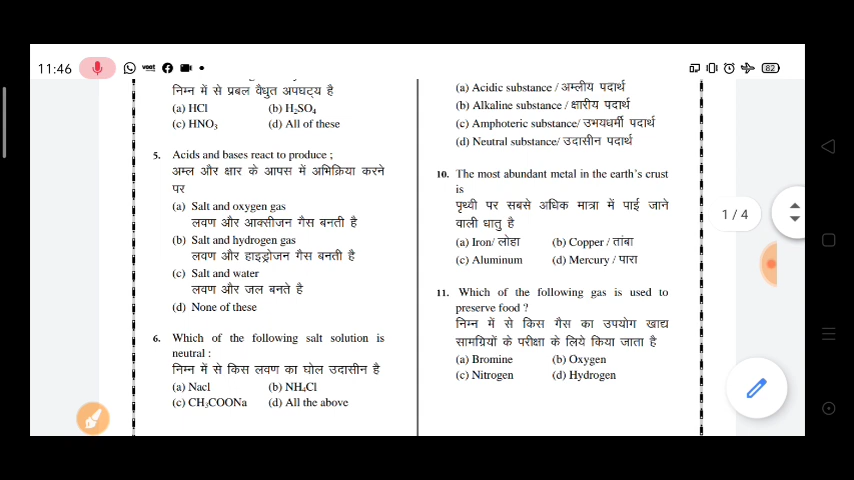 11:46
voot
82
निम्न में से प्रबल वैधुत अपघट्य है
(a) HCl (b) H₂SO₄
(c) HNO₃ (d) All of these
5. Acids and bases react to produce ;
अम्ल और क्षार के आपस में अभिक्रिया करने
पर
(a) Salt and oxygen gas
लवण और आक्सीजन गैस बनती है
(b) Salt and hydrogen gas
लवण और हाइड्रोजन गैस बनती है
(c) Salt and water
लवण और जल बनते है
(d) None of these
6. Which of the following salt solution is
neutral :
निम्न में से किस लवण का घोल उदासीन है
(a) Nacl (b) NH₄Cl
(c) CH₃COONa (d) All the above
(a) Acidic substance / अम्लीय पदार्थ
(b) Alkaline substance / क्षारीय पदार्थ
(c) Amphoteric substance/ उभयधर्मी पदार्थ
(d) Neutral substance/ उदासीन पदार्थ
10. The most abundant metal in the earth's crust
is
पृथ्वी पर सबसे अधिक मात्रा में पाई जाने
वाली धातु है
(a) Iron/ लोहा (b) Copper / तांबा
(c) Aluminum (d) Mercury / पारा
11. Which of the following gas is used to
preserve food ?
निम्न में से किस गैस का उपयोग खाद्य
सामग्रियों के परीक्षा के लिये किया जाता है
(a) Bromine (b) Oxygen
(c) Nitrogen (d) Hydrogen
1 / 4